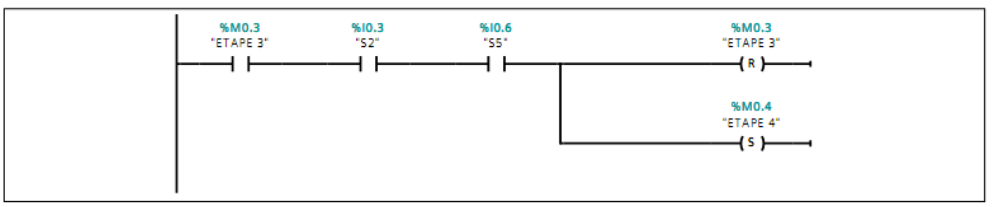 %M0.3 %I0.3 %I0.6 %M0.3
"ETAPE 3" "S2" "S5" "ETAPE 3"
R
%M0.4
"ETAPE 4"
S